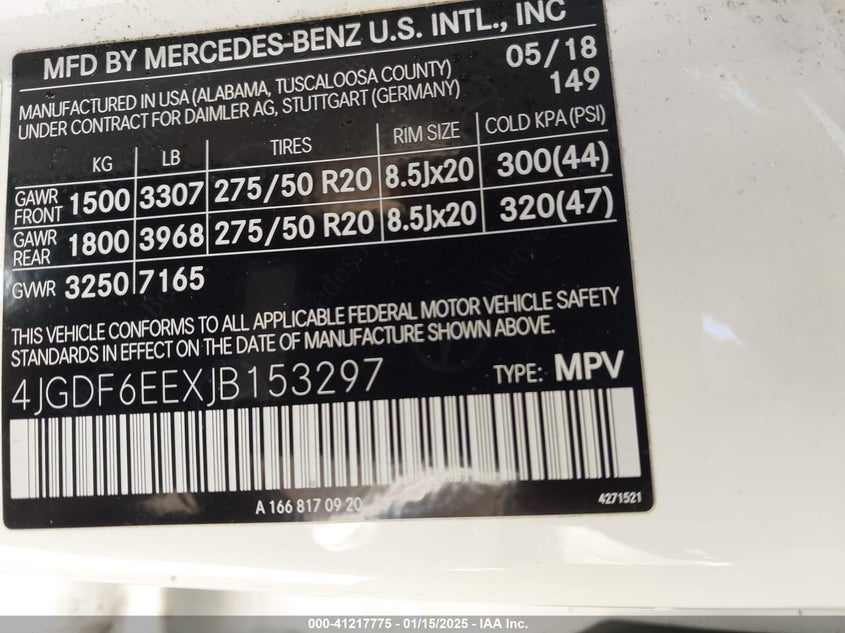 MFD BY MERCEDES-BENZ U.S. INTL., INC
05/18
MANUFACTURED IN USA (ALABAMA, TUSCALOOSA COUNTY)
UNDER CONTRACT FOR DAIMLER AG, STUTTGART (GERMANY)
149
KG LB TIRES RIM SIZE COLD KPA (PSI)
GAWR FRONT 1500 3307 275/50 R20 8.5Jx20 300(44)
GAWR REAR 1800 3968 275/50 R20 8.5Jx20 320(47)
GVWR 3250 7165
THIS VEHICLE CONFORMS TO ALL APPLICABLE FEDERAL MOTOR VEHICLE SAFETY
STANDARDS IN EFFECT ON THE DATE OF MANUFACTURE SHOWN ABOVE.
4JGDF6EEXJB153297 TYPE: MPV
A 166 817 09 20 4271521
000-41217775 - 01/15/2025 - IAA Inc.